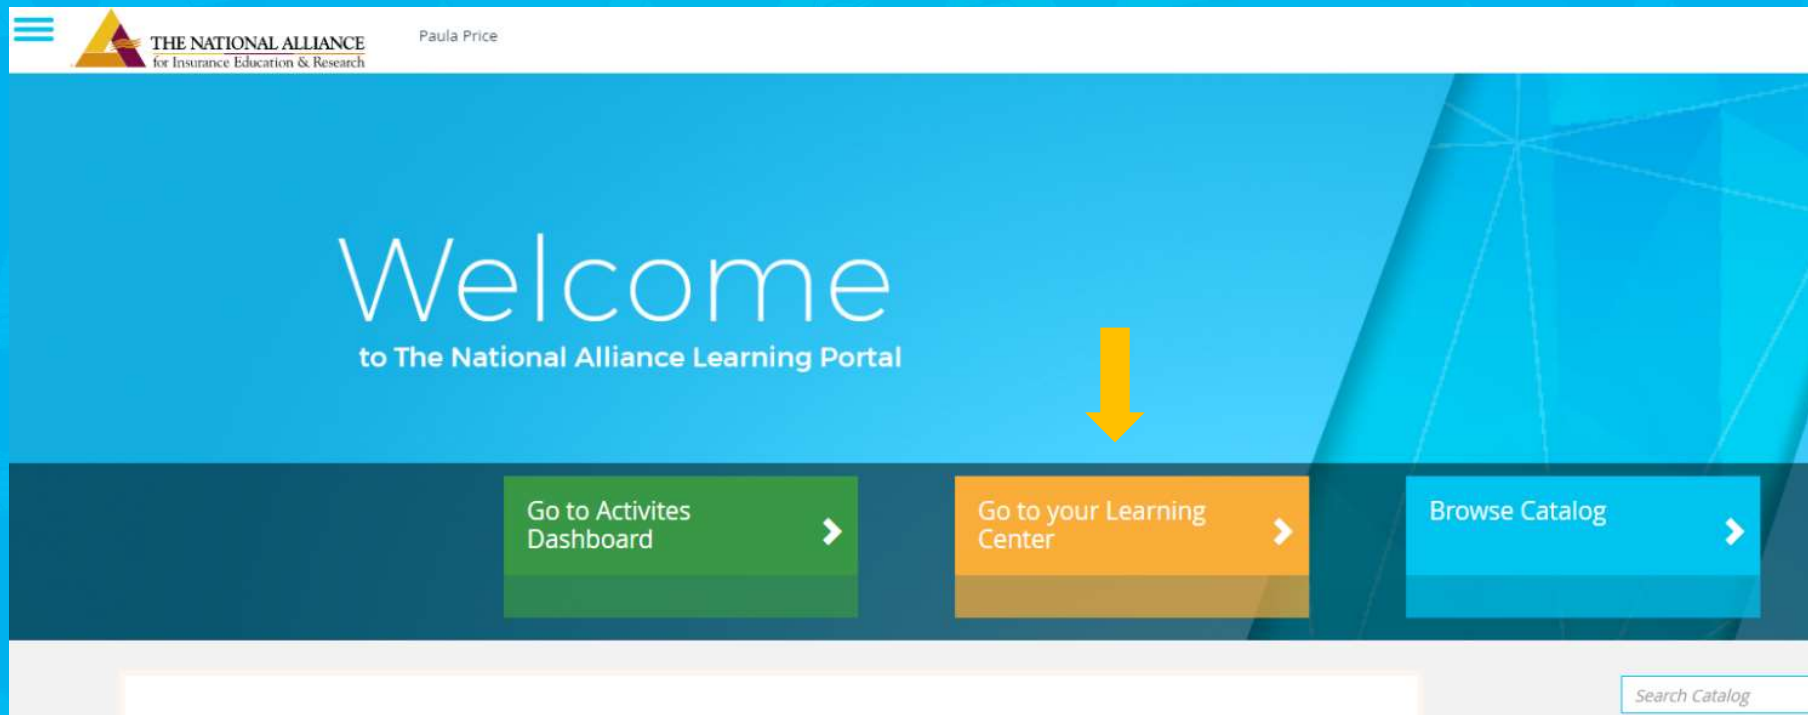 THE NATIONAL ALLIANCE
for Insurance Education & Research
Paula Price
Welcome
to The National Alliance Learning Portal
Go to Activites
Dashboard
Go to your Learning
Center
Browse Catalog
Search Catalog